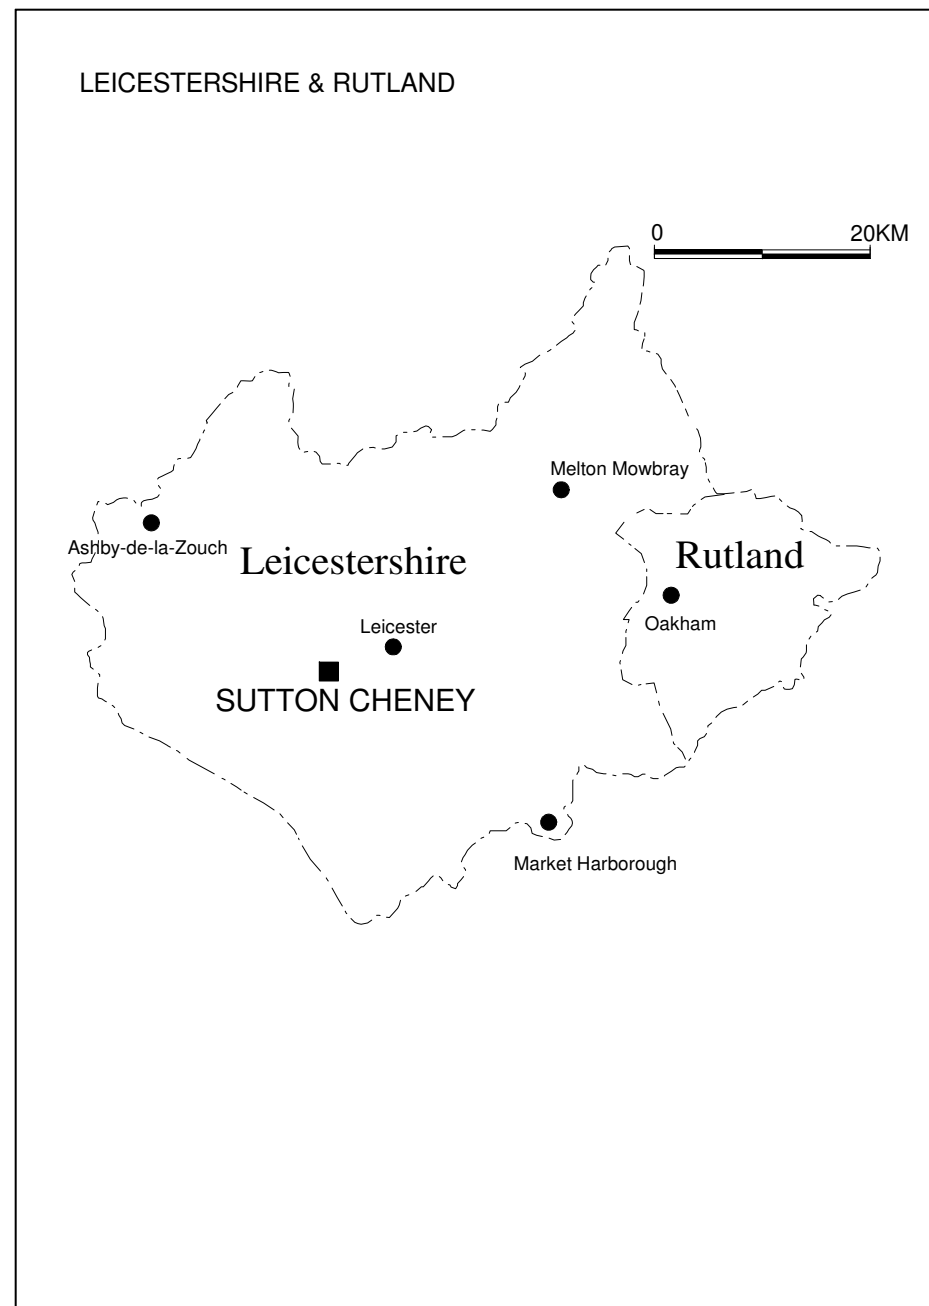 LEICESTERSHIRE & RUTLAND
0 20KM
Melton Mowbray
Ashby-de-la-Zouch
Leicestershire
Rutland
Oakham
Leicester
SUTTON CHENEY
Market Harborough